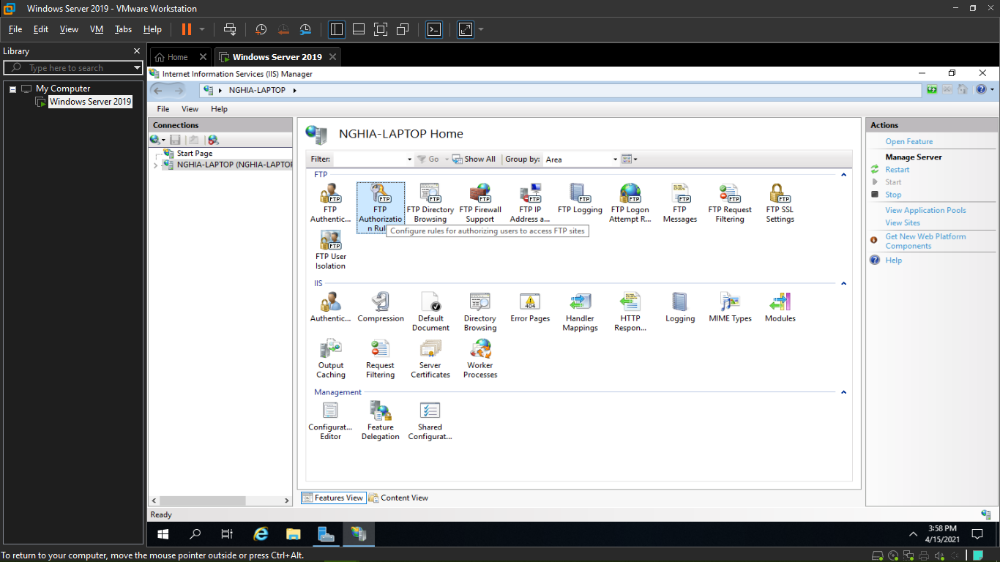 Windows Server 2019 - VMware Workstation
File Edit View VM Tabs Help
Library
Type here to search
My Computer
Windows Server 2019
Home
Windows Server 2019
Internet Information Services (IIS) Manager
NGHIA-LAPTOP
File View Help
Connections
Start Page
NGHIA-LAPTOP (NGHIA-LAPTOP
NGHIA-LAPTOP Home
Filter: Go Show All Group by: Area
FTP
FTP Authentic...
FTP Authorizatio n Rul
FTP Directory Browsing
FTP Firewall Support
FTP IP Address a...
FTP Logging
FTP Logon Attempt R...
FTP Messages
FTP Request Filtering
FTP SSL Settings
Configure rules for authorizing users to access FTP sites
FTP User Isolation
IIS
Authentic...
Compression
Default Document
Directory Browsing
404
Error Pages
Handler Mappings
HTTP Respon...
Logging
MIME Types
Modules
Output Caching
Request Filtering
Server Certificates
Worker Processes
Management
Configurat... Editor
Feature Delegation
Shared Configurat...
Features View Content View
Ready
Actions
Open Feature
Manage Server
Restart
Start
Stop
View Application Pools
View Sites
Get New Web Platform
Components
Help
3:58 PM
4/15/2021
To return to your computer, move the mouse pointer outside or press Ctrl+Alt.